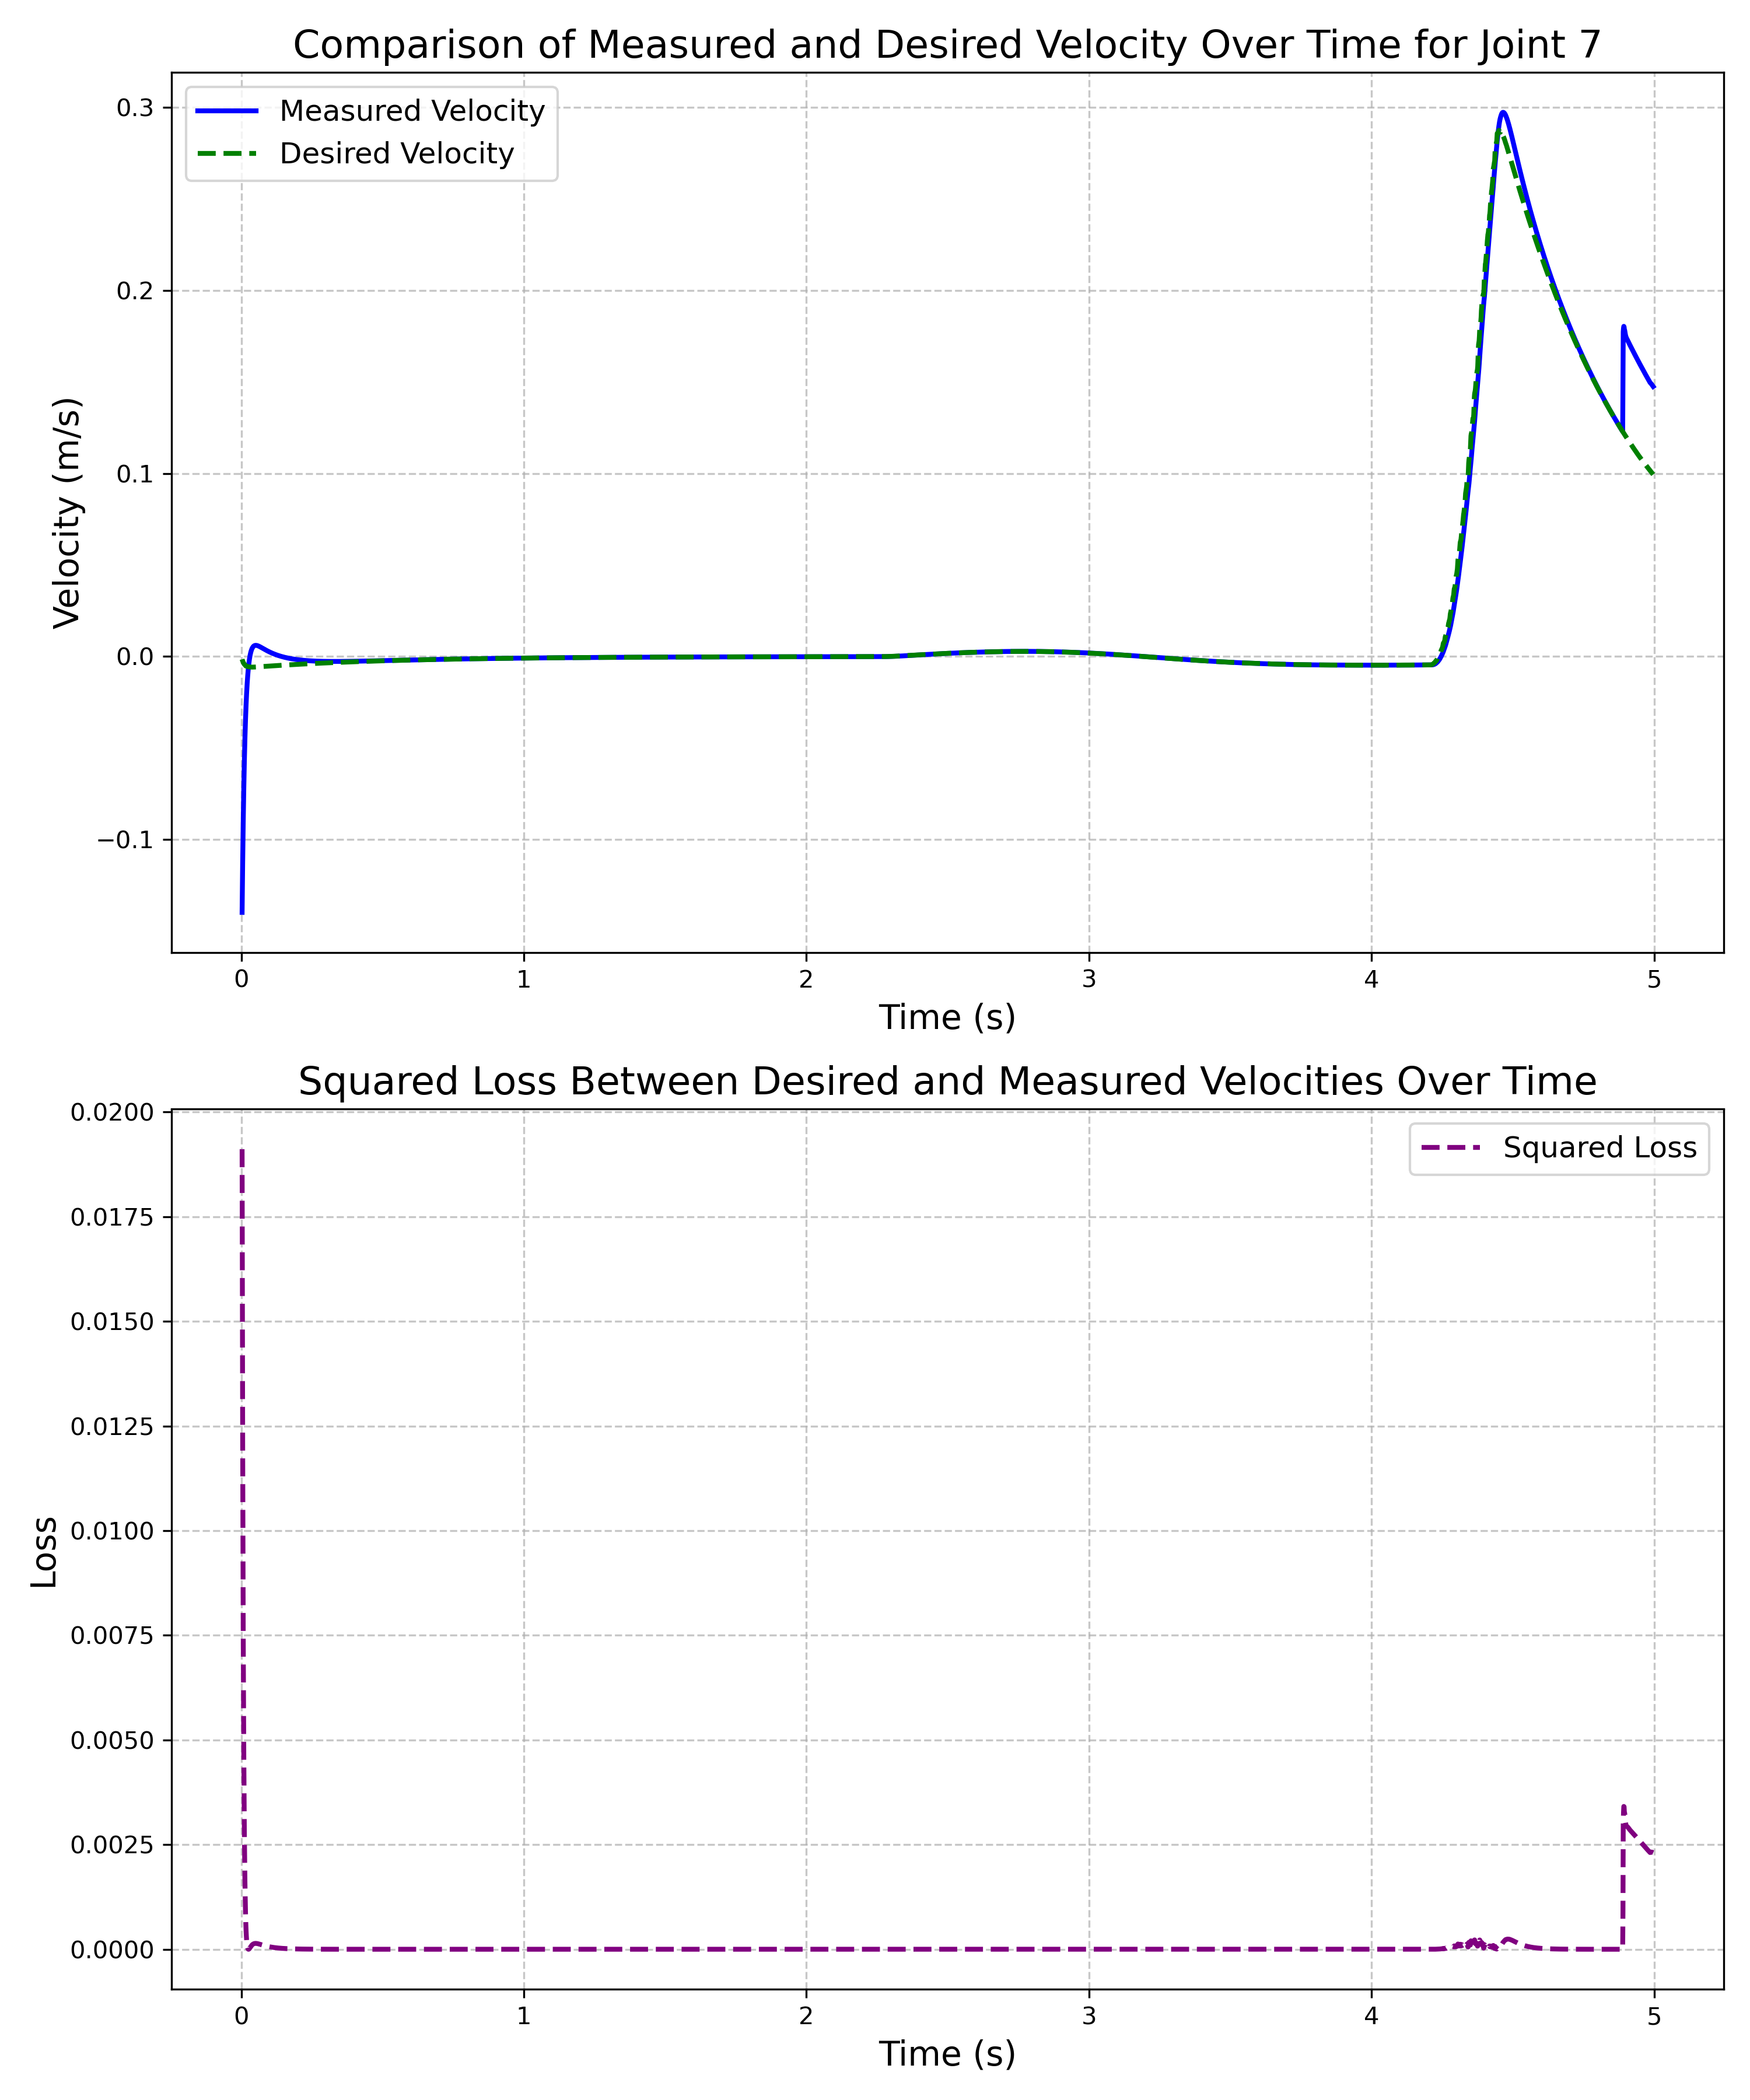 Comparison of Measured and Desired Velocity Over Time for Joint 7
Measured Velocity
Desired Velocity
Velocity (m/s)
0.3
0.2
0.1
0.0
−0.1
0 1 2 3 4 5
Time (s)
Squared Loss Between Desired and Measured Velocities Over Time
Squared Loss
Loss
0.0200
0.0175
0.0150
0.0125
0.0100
0.0075
0.0050
0.0025
0.0000
0 1 2 3 4 5
Time (s)